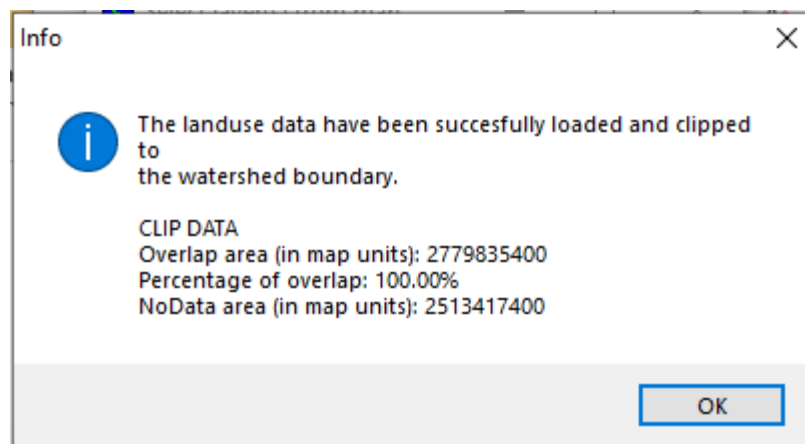 Info
The landuse data have been succesfully loaded and clipped
to
the watershed boundary.
CLIP DATA
Overlap area (in map units): 2779835400
Percentage of overlap: 100.00%
NoData area (in map units): 2513417400
OK